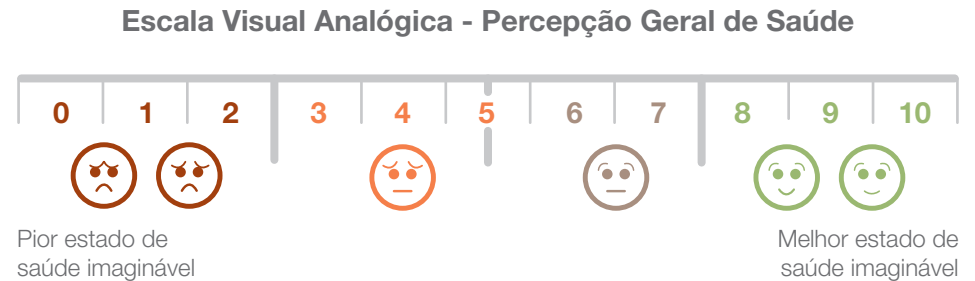 Escala Visual Analógica - Percepção Geral de Saúde
0 1 2 3 4 5 6 7 8 9 10
Pior estado de
saúde imaginável
Melhor estado de
saúde imaginável